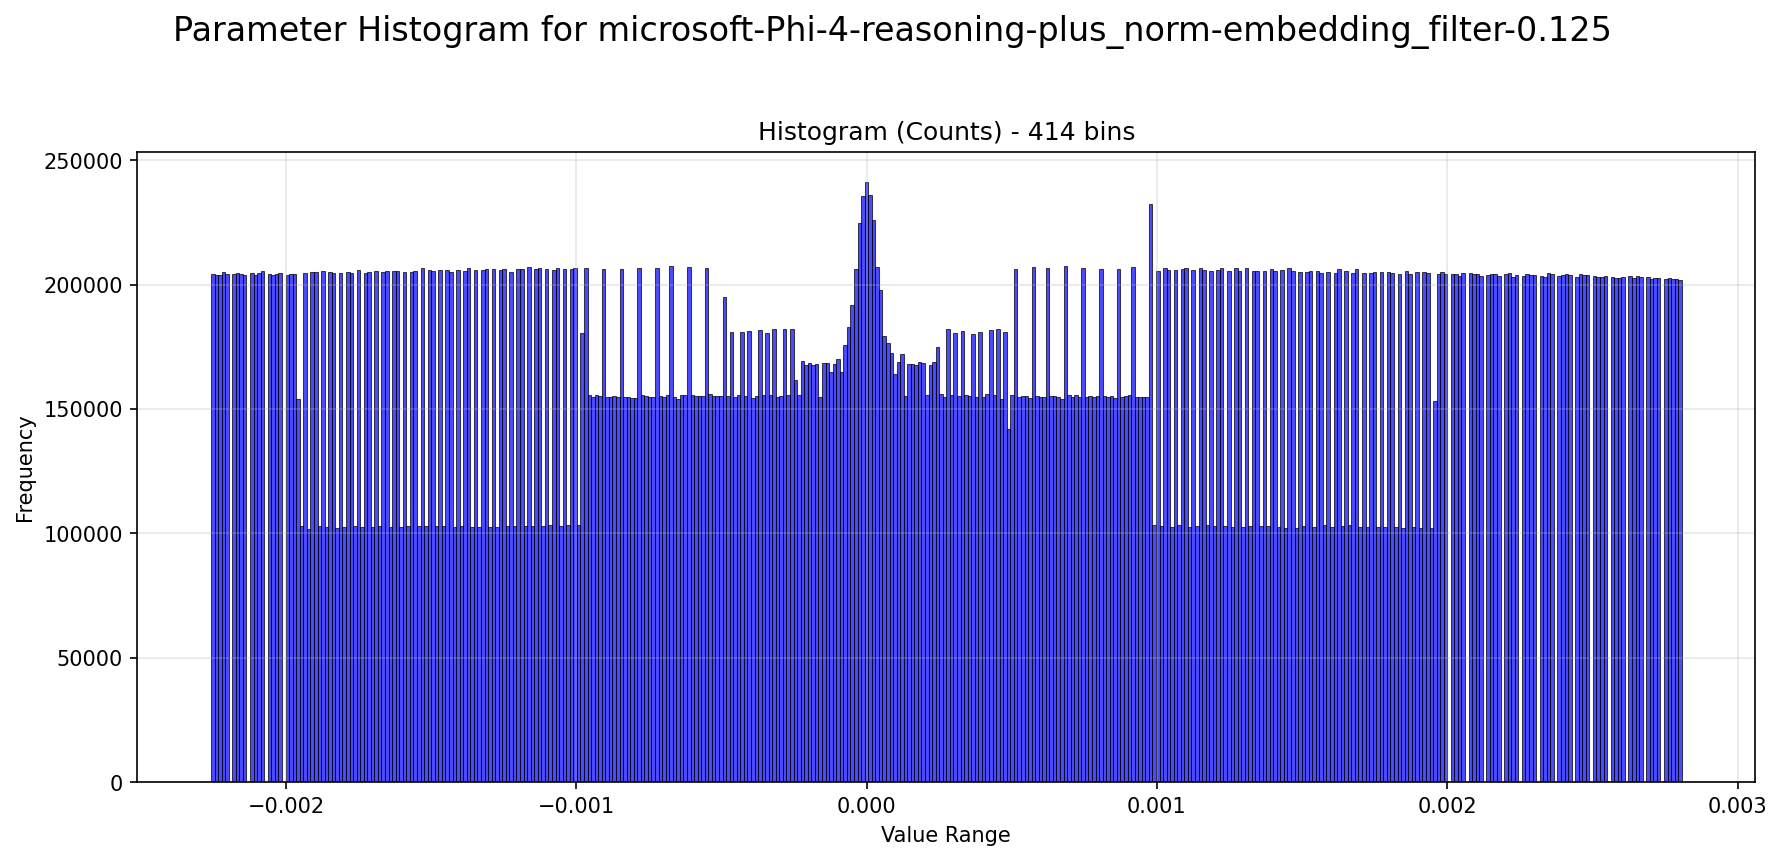 Parameter Histogram for microsoft-Phi-4-reasoning-plus_norm-embedding_filter-0.125
Histogram (Counts) - 414 bins
250000
200000
150000
100000
50000
0
Frequency
−0.002 −0.001 0.000 0.001 0.002 0.003
Value Range